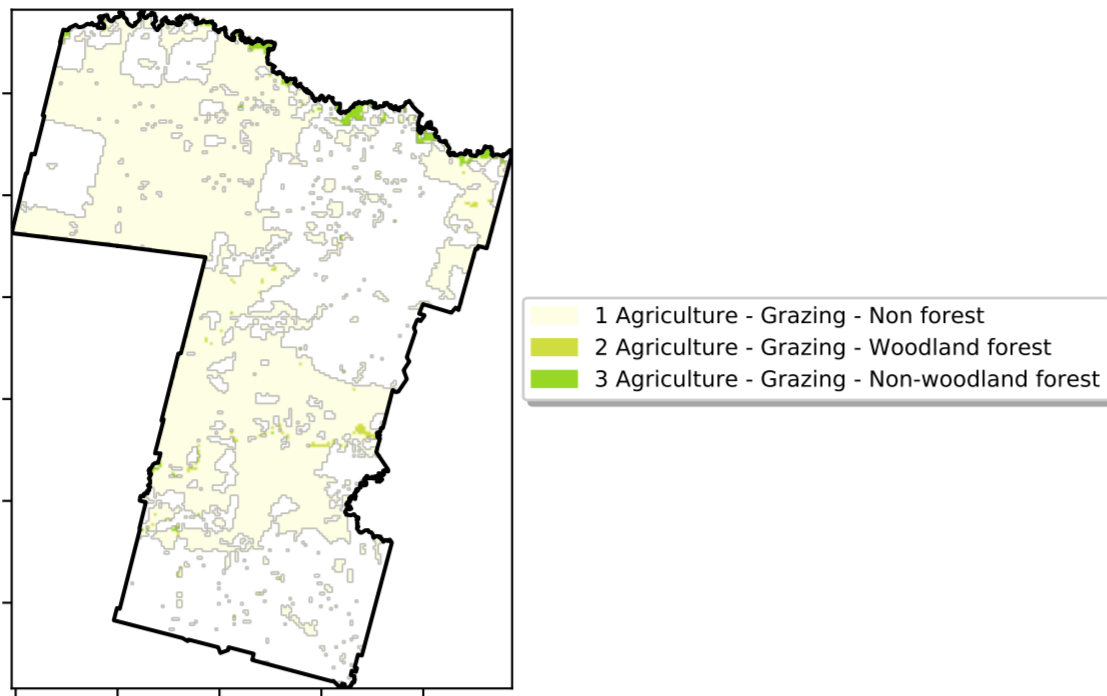 1 Agriculture - Grazing - Non forest
2 Agriculture - Grazing - Woodland forest
3 Agriculture - Grazing - Non-woodland forest